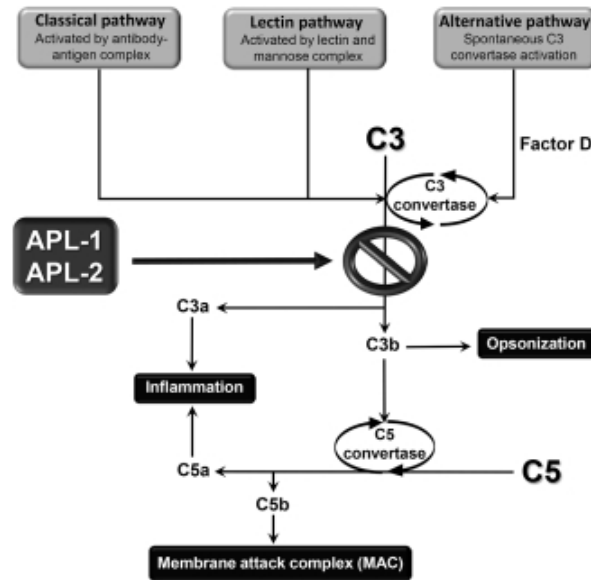 Classical pathway
Activated by antibody-
antigen complex
Lectin pathway
Activated by lectin and
mannose complex
Alternative pathway
Spontaneous C3
convertase activation
C3
Factor D
C3
convertase
APL-1
APL-2
C3a
C3b
Opsonization
Inflammation
C5
convertase
C5a
C5
C5b
Membrane attack complex (MAC)